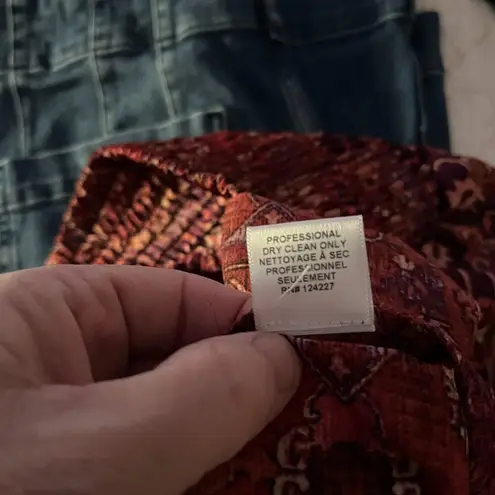 PROFESSIONAL
DRY CLEAN ONLY
NETTOYAGE À SEC
PROFESSIONNEL
SEULEMENT
RN# 124227